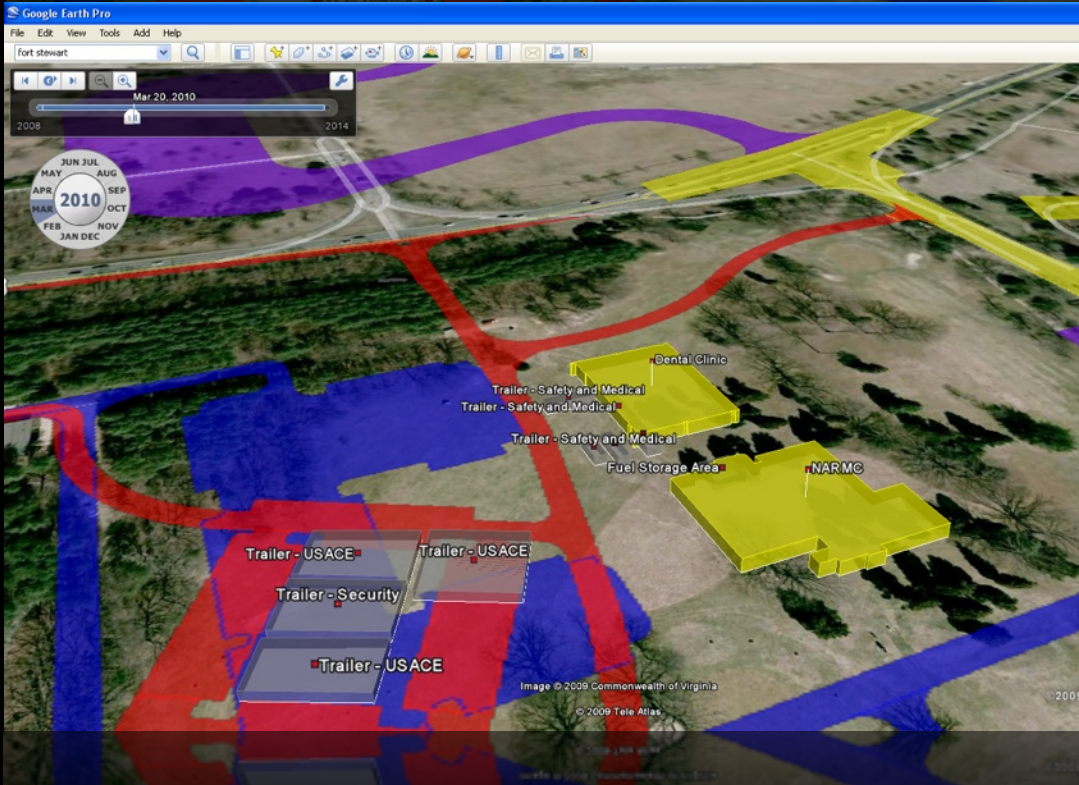 Google Earth Pro
File Edit View Tools Add Help
fort stewart
Mar 20, 2010
2008 2014
JUN JUL
MAY AUG
APR SEP
MAR 2010 OCT
FEB NOV
JAN DEC
Dental Clinic
Trailer - Safety and Medical
Trailer - Safety and Medical
Trailer - Safety and Medical
Fuel Storage Area NARMC
Trailer - USACE Trailer - USACE
Trailer - Security
Trailer - USACE
Image © 2009 Commonwealth of Virginia
© 2009 Tele Atlas
© 2009